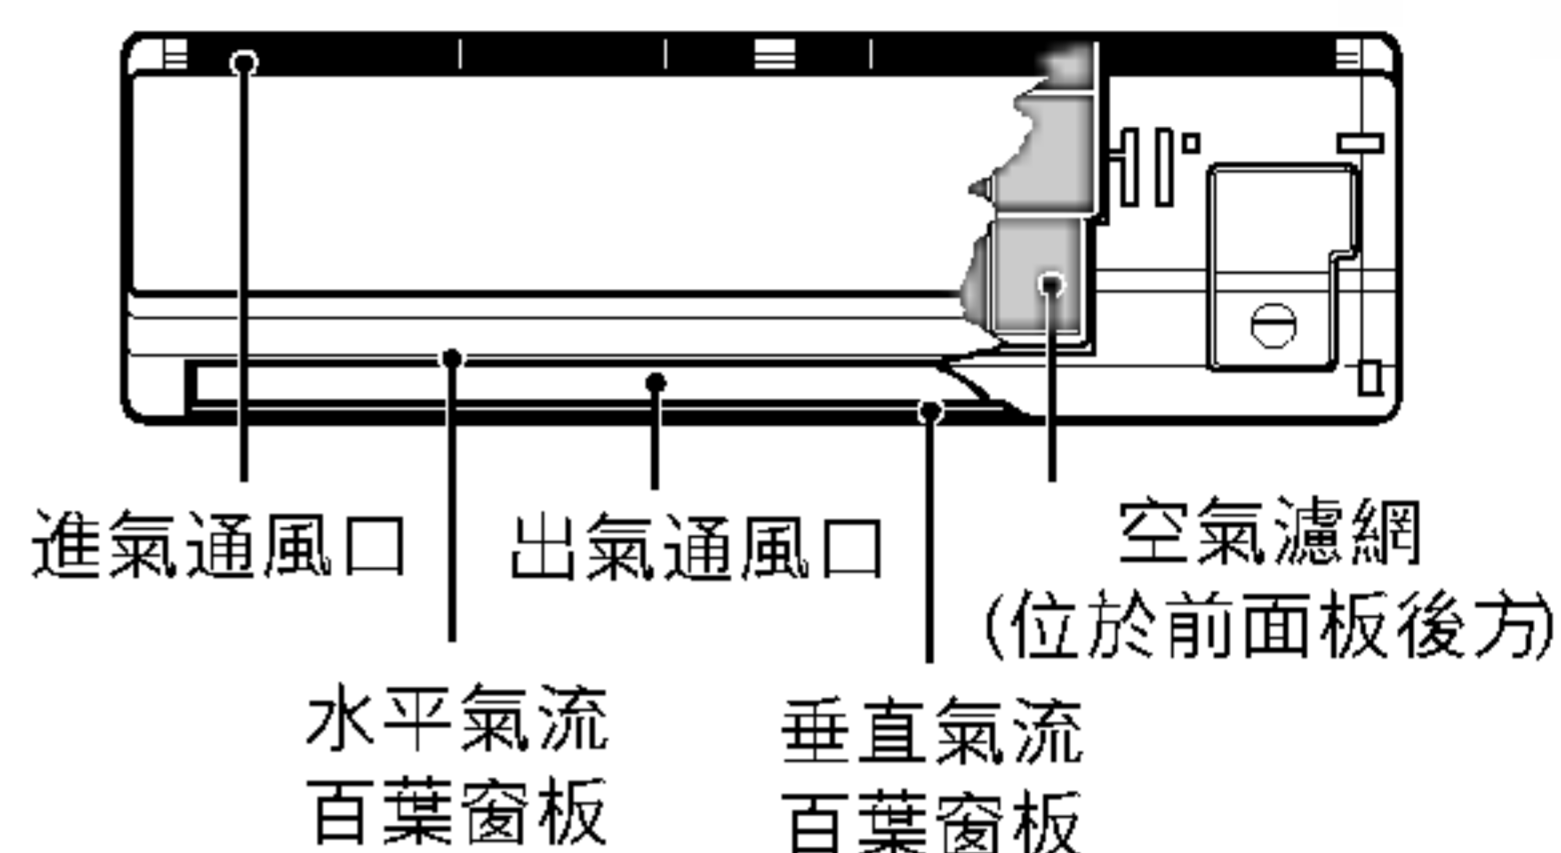 進氣通風口
出氣通風口
空氣濾網
(位於前面板後方)
水平氣流
百葉窗板
垂直氣流
百葉窗板